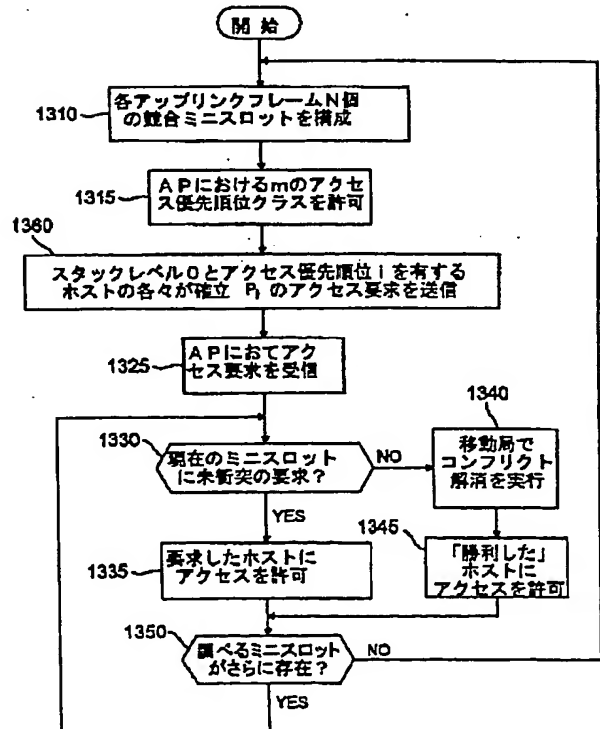 開 始
1310
各アップリンクフレームN個
の競合ミニスロットを構成
1315
APにおけるmのアクセ
ス優先順位クラスを許可
1360
スタックレベル0とアクセス優先順位iを有する
ホストの各々が確立 Piのアクセス要求を送信
1325
APにおてアク
セス要求を受信
1330
現在のミニスロット
に未衝突の要求?
NO
1340
移動局で
コンフリクト
解消を実行
YES
1335
要求したホストに
アクセスを許可
1345
「勝利した」
ホストに
アクセスを許可
1350
調べるミニスロット
がさらに存在?
NO
YES